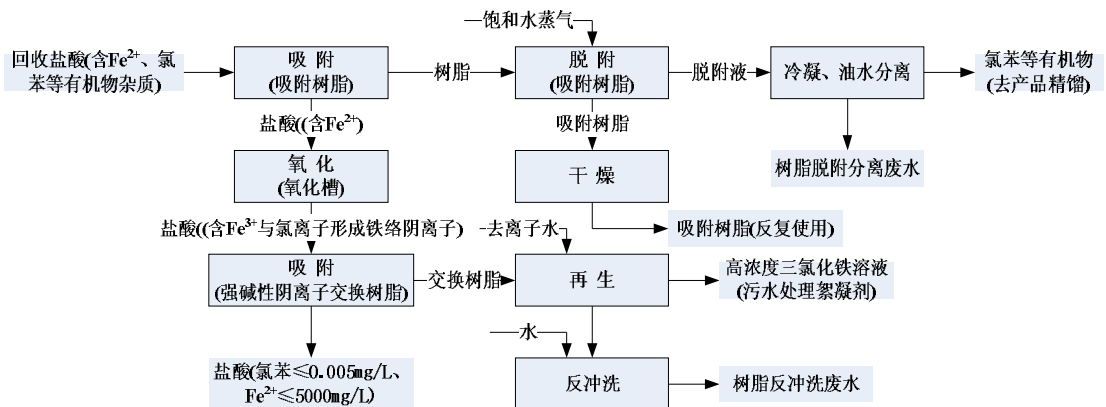 饱和水蒸气
回收盐酸(含Fe²⁺、氯
苯等有机物杂质)
吸 附
(吸附树脂)
树脂
脱 附
(吸附树脂)
脱附液
冷凝、油水分离
氯苯等有机物
(去产品精馏)
盐酸((含Fe²⁺)
吸附树脂
树脂脱附分离废水
氧 化
(氧化槽)
干 燥
盐酸((含Fe³⁺与氯离子形成铁络阴离子)
去离子水
吸附树脂(反复使用)
吸 附
(强碱性阴离子交换树脂)
交换树脂
再 生
高浓度三氯化铁溶液
(污水处理絮凝剂)
水
盐酸(氯苯≤0.005mg/L、
Fe²⁺≤5000mg/L)
反冲洗
树脂反冲洗废水